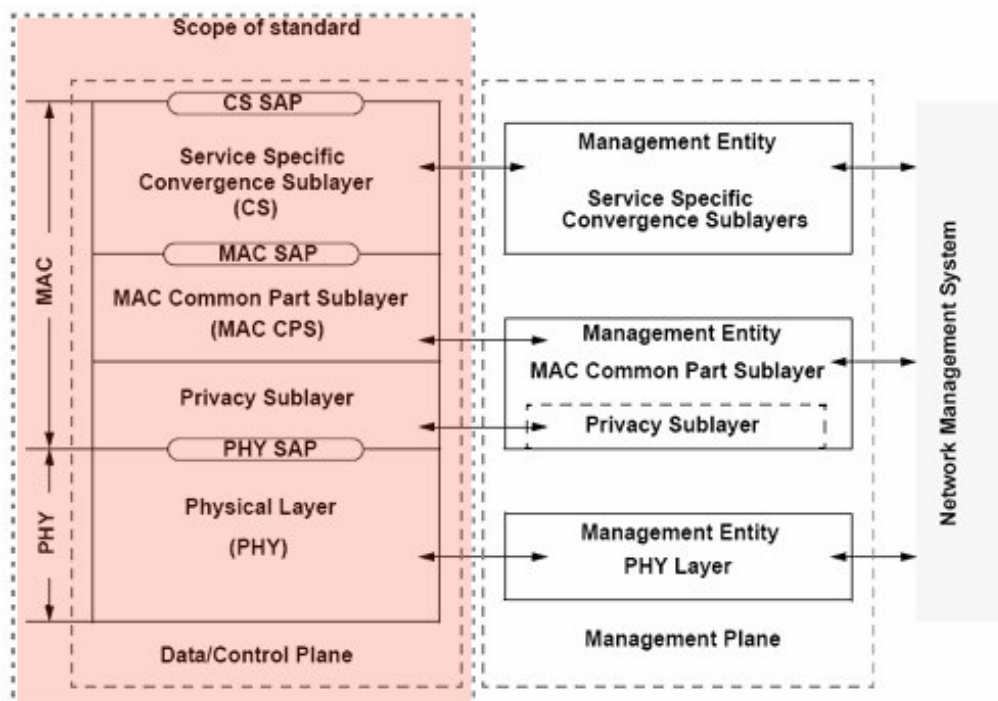 Scope of standard
CS SAP
Service Specific
Convergence Sublayer
(CS)
MAC SAP
MAC Common Part Sublayer
(MAC CPS)
Privacy Sublayer
PHY SAP
Physical Layer
(PHY)
Data/Control Plane
MAC
PHY
Management Entity
Service Specific
Convergence Sublayers
Management Entity
MAC Common Part Sublayer
Privacy Sublayer
Management Entity
PHY Layer
Management Plane
Network Management System